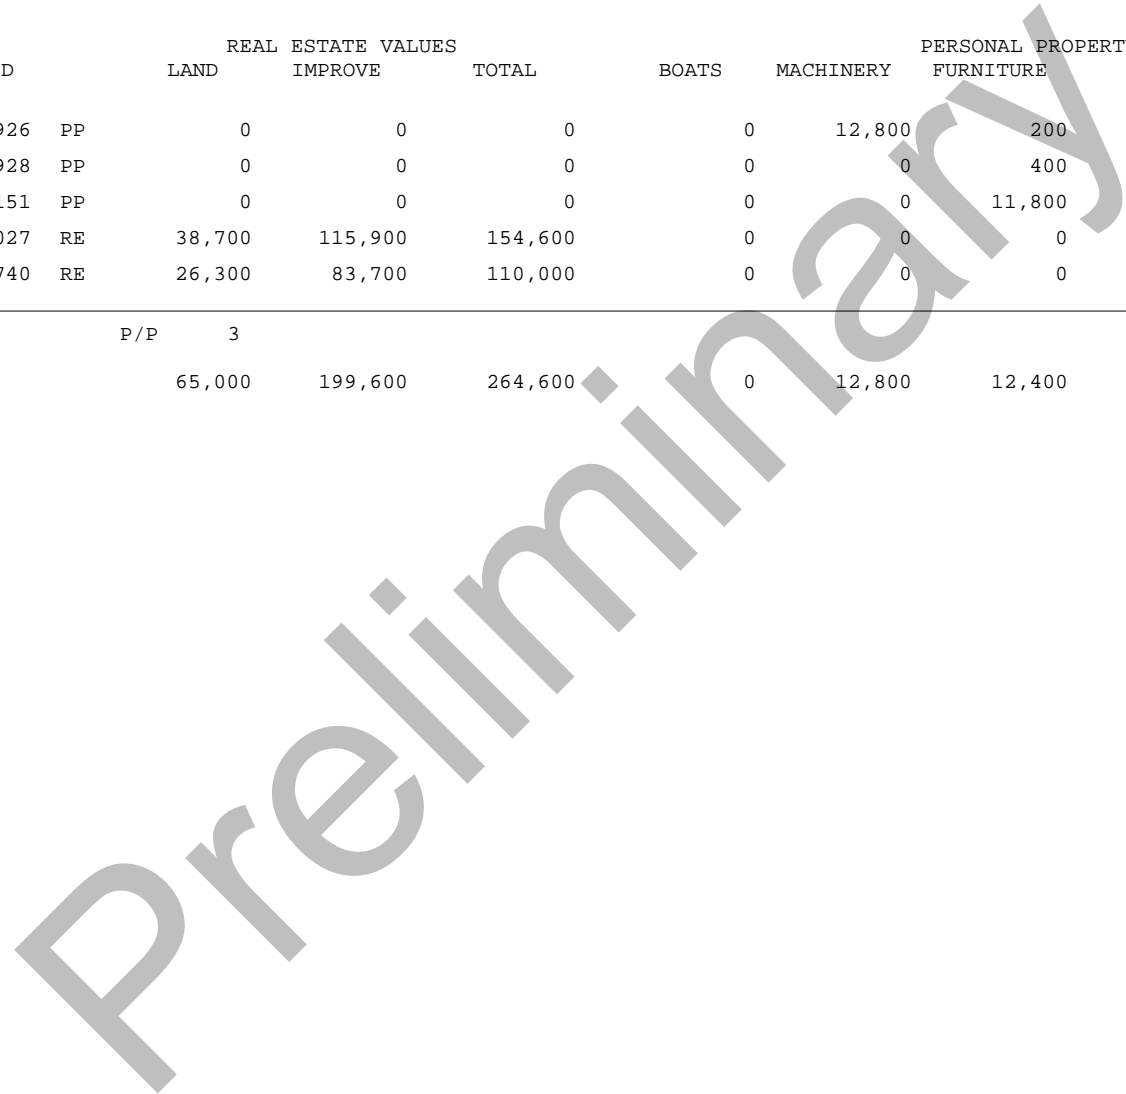 REAL ESTATE VALUES PERSONAL PROPERT
D LAND IMPROVE TOTAL BOATS MACHINERY FURNITURE
926 PP 0 0 0 0 12,800 200
928 PP 0 0 0 0 0 400
151 PP 0 0 0 0 0 11,800
027 RE 38,700 115,900 154,600 0 0 0
740 RE 26,300 83,700 110,000 0 0 0
P/P 3
65,000 199,600 264,600 0 12,800 12,400
Preliminary